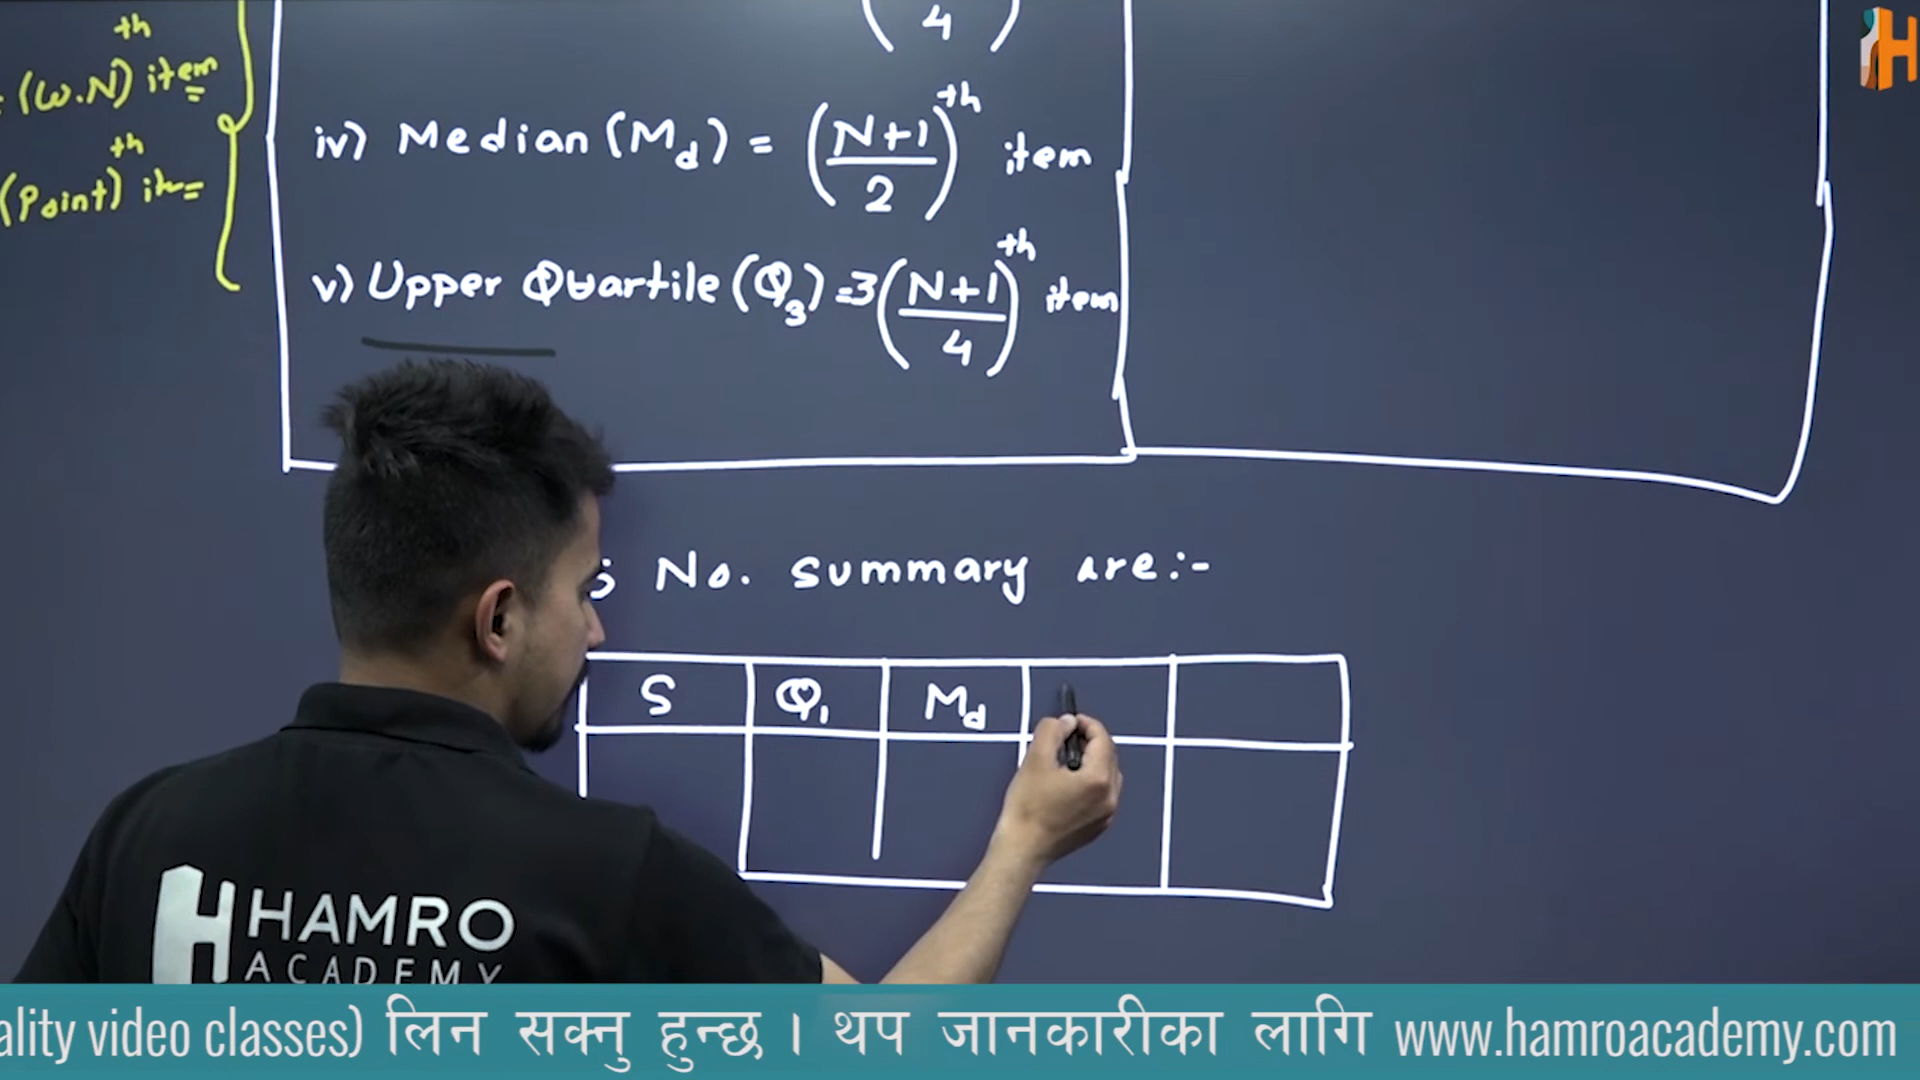 (4)
th
(W.N) item
th
(Point) item
iv) Median (Md) = (N+1/2)th item
v) Upper Quartile (Q3) = 3(N+1/4)th item
5 No. summary are:-
S Q1 Md
HAMRO
ACADEMY
ality video classes) लिन सक्नु हुन्छ । थप जानकारीका लागि www.hamroacademy.com